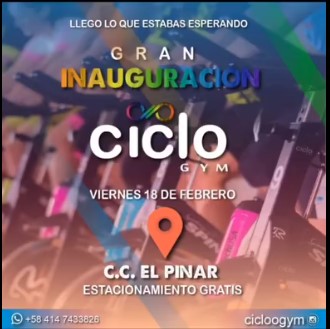 LLEGO LO QUE ESTABAS ESPERANDO
GRAN
INAUGURACIÓN
ciclo
GYM
VIERNES 18 DE FEBRERO
C.C. EL PINAR
ESTACIONAMIENTO GRATIS
+58 414 7433826
cicloogym